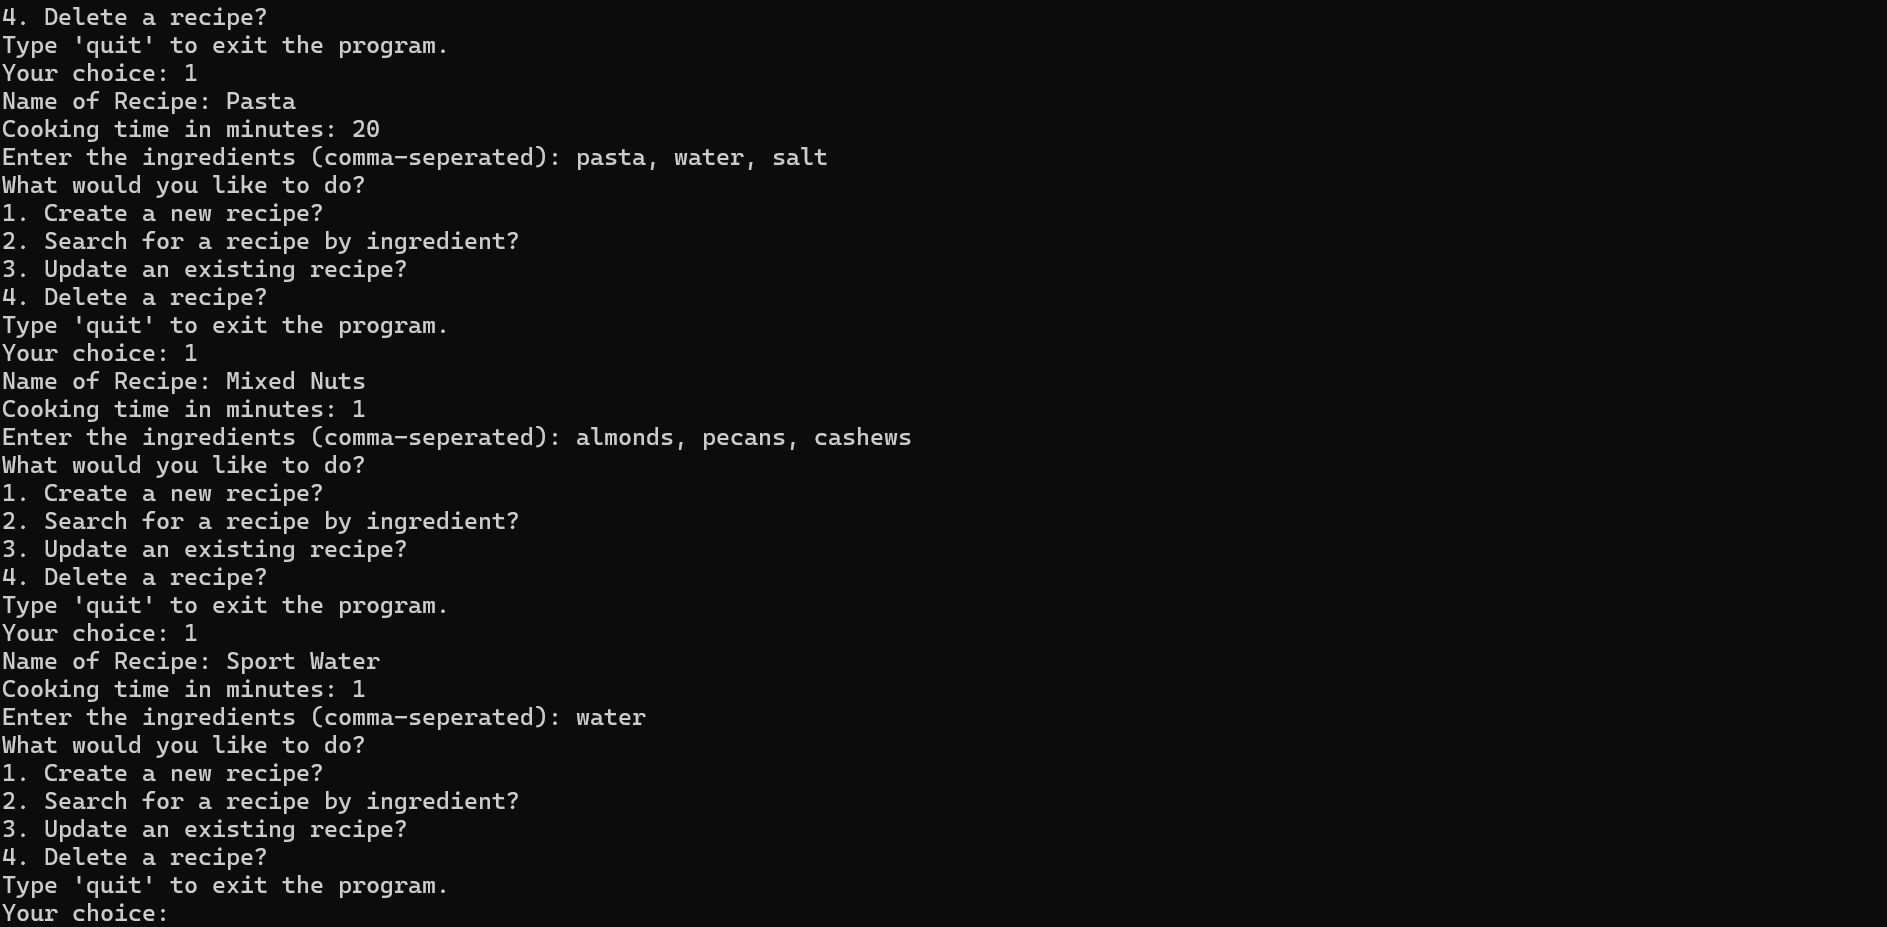 4. Delete a recipe?
Type 'quit' to exit the program.
Your choice: 1
Name of Recipe: Pasta
Cooking time in minutes: 20
Enter the ingredients (comma-seperated): pasta, water, salt
What would you like to do?
1. Create a new recipe?
2. Search for a recipe by ingredient?
3. Update an existing recipe?
4. Delete a recipe?
Type 'quit' to exit the program.
Your choice: 1
Name of Recipe: Mixed Nuts
Cooking time in minutes: 1
Enter the ingredients (comma-seperated): almonds, pecans, cashews
What would you like to do?
1. Create a new recipe?
2. Search for a recipe by ingredient?
3. Update an existing recipe?
4. Delete a recipe?
Type 'quit' to exit the program.
Your choice: 1
Name of Recipe: Sport Water
Cooking time in minutes: 1
Enter the ingredients (comma-seperated): water
What would you like to do?
1. Create a new recipe?
2. Search for a recipe by ingredient?
3. Update an existing recipe?
4. Delete a recipe?
Type 'quit' to exit the program.
Your choice: